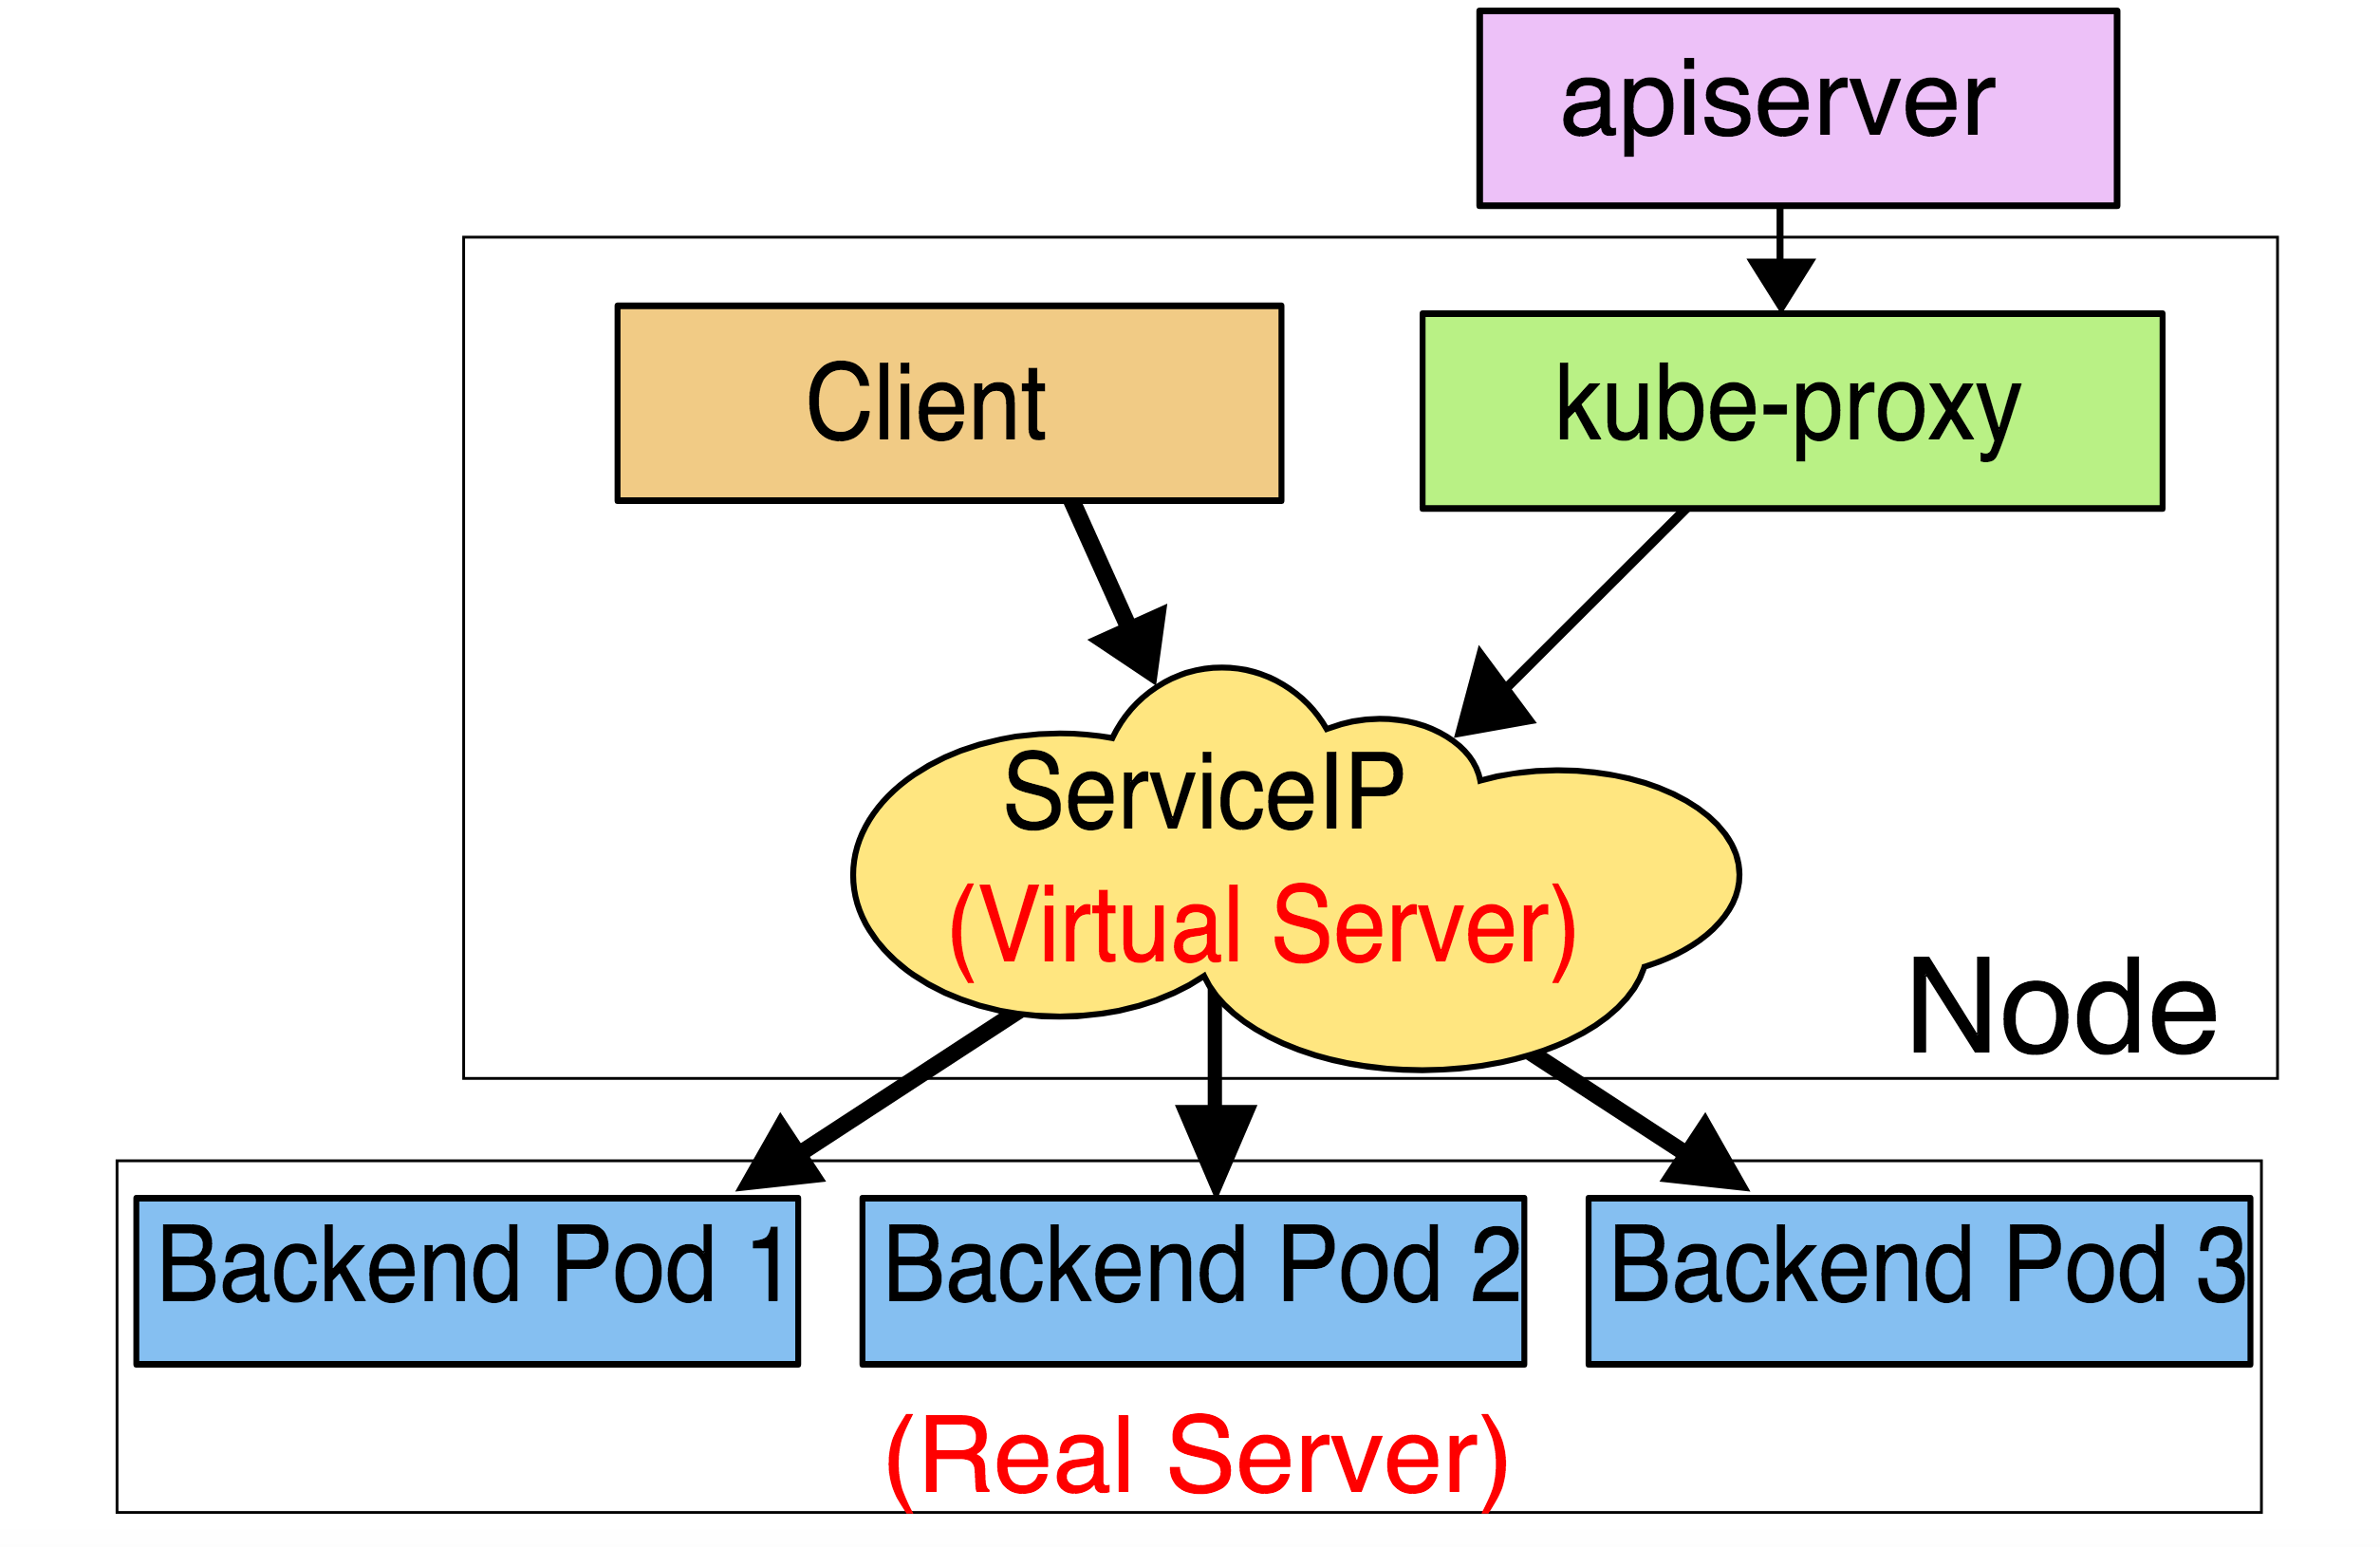 apiserver
Client
kube-proxy
ServiceIP
(Virtual Server)
Node
Backend Pod 1
Backend Pod 2
Backend Pod 3
(Real Server)